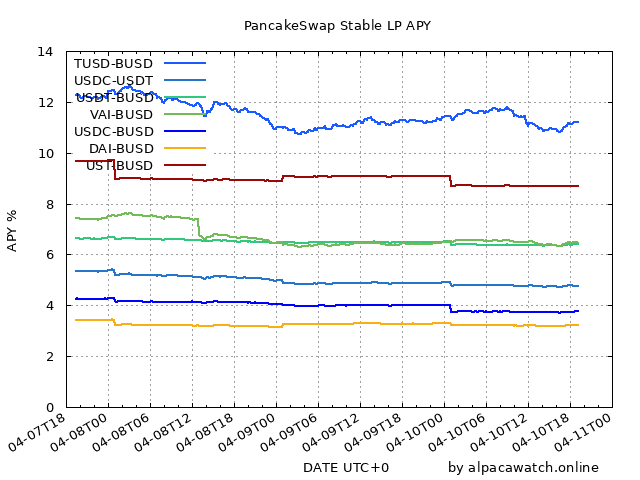 PancakeSwap Stable LP APY
TUSD-BUSD
USDC-USDT
USDT-BUSD
VAI-BUSD
USDC-BUSD
DAI-BUSD
UST-BUSD
APY %
14
12
10
8
6
4
2
0
04-07T18
04-08T00
04-08T06
04-08T12
04-08T18
04-09T00
04-09T06
04-09T12
04-09T18
04-10T00
04-10T06
04-10T12
04-10T18
04-11T00
DATE UTC+0
by alpacawatch.online